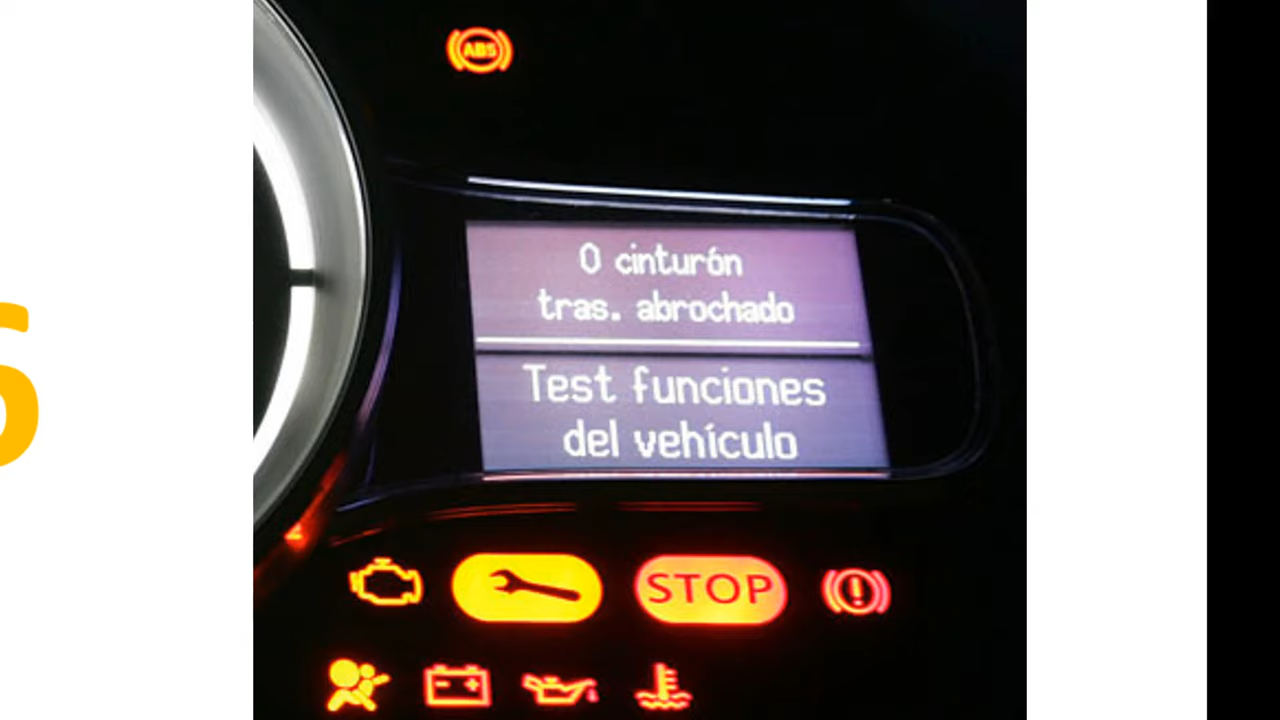 ABS
0 cinturón
tras. abrochado
Test funciones
del vehículo
STOP